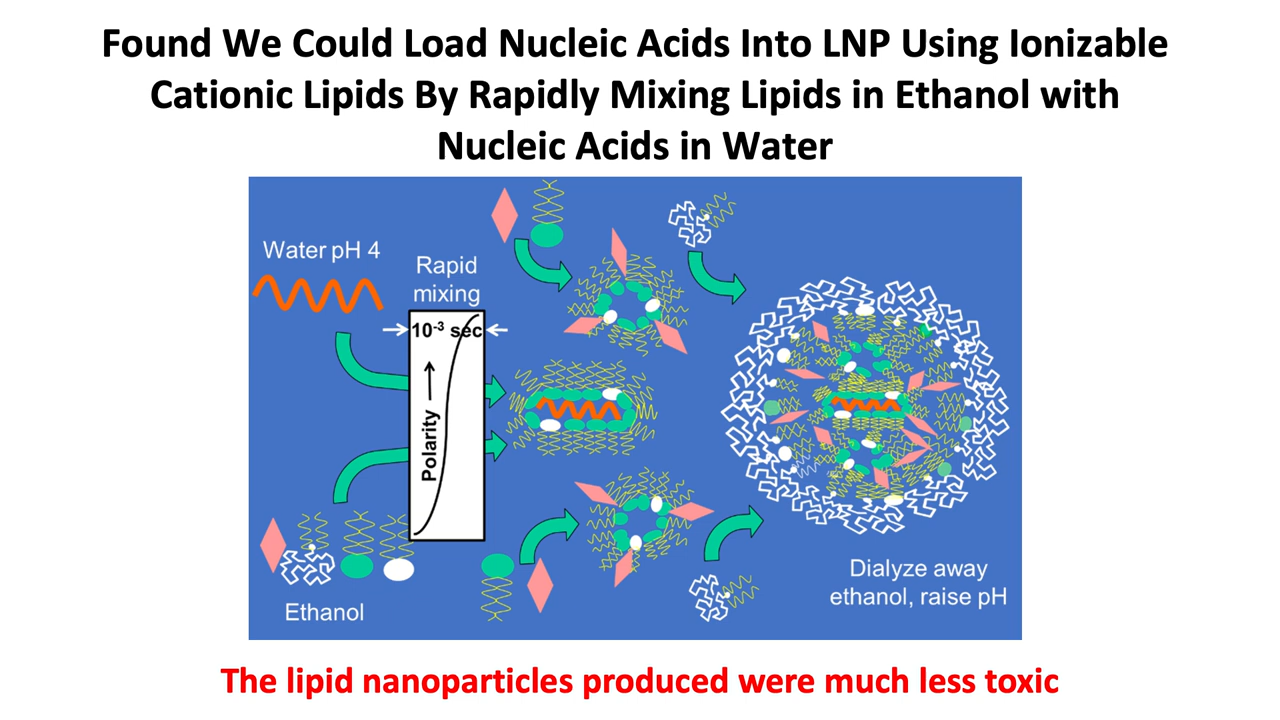 Found We Could Load Nucleic Acids Into LNP Using Ionizable
Cationic Lipids By Rapidly Mixing Lipids in Ethanol with
Nucleic Acids in Water
Water pH 4
Rapid
mixing
10⁻³ sec
Polarity
Ethanol
Dialyze away
ethanol, raise pH
The lipid nanoparticles produced were much less toxic